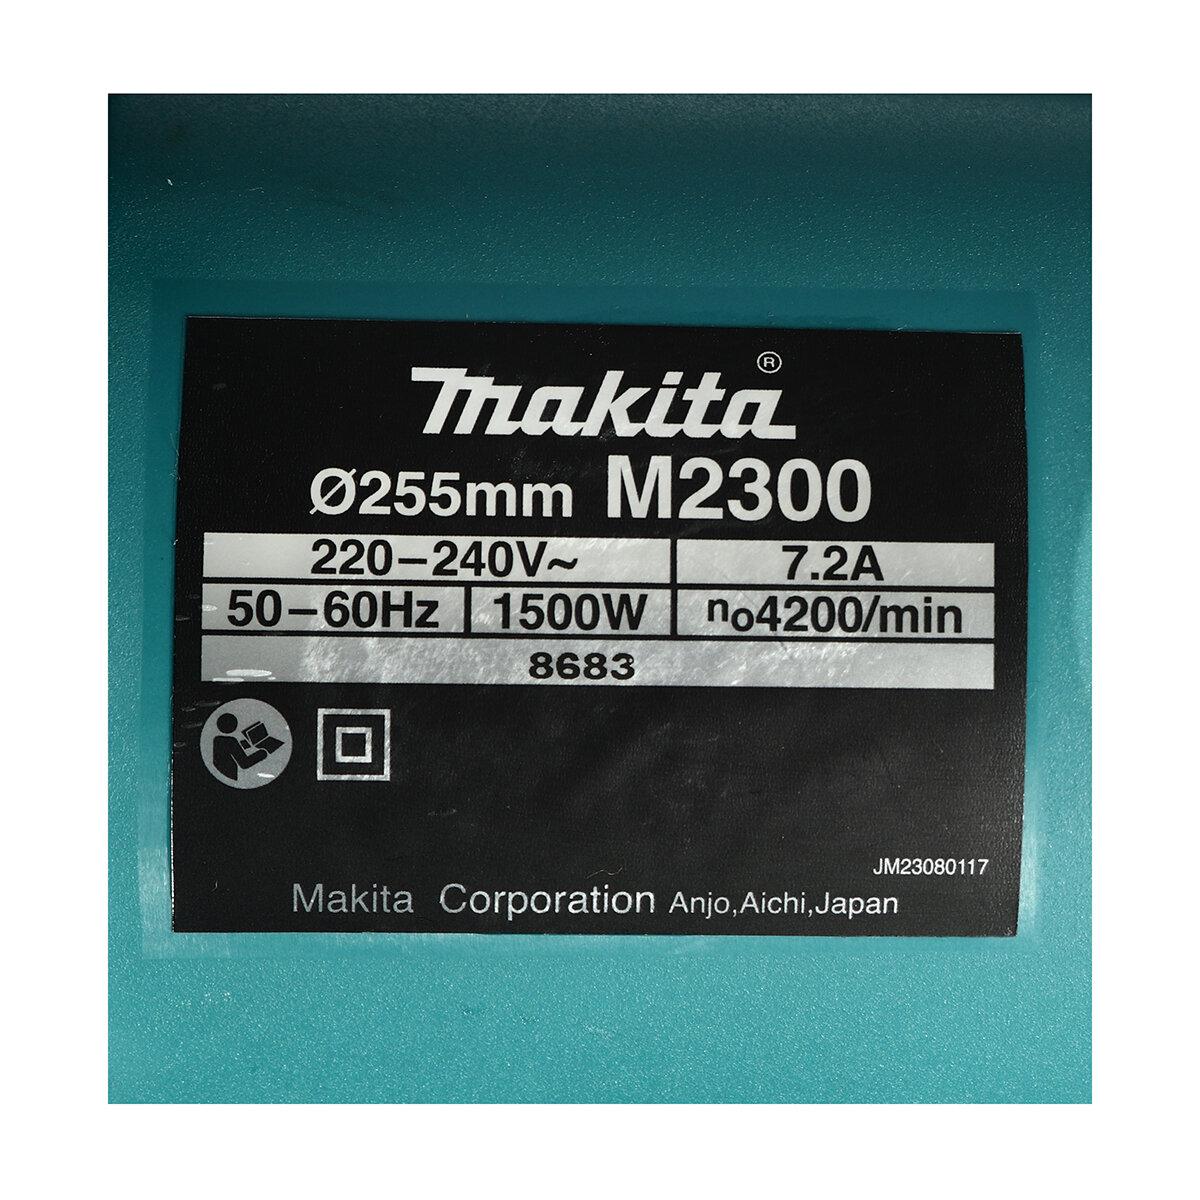 makita®
Ø255mm M2300
220–240V~ 7.2A
50–60Hz 1500W no4200/min
8683
JM23080117
Makita Corporation Anjo,Aichi,Japan